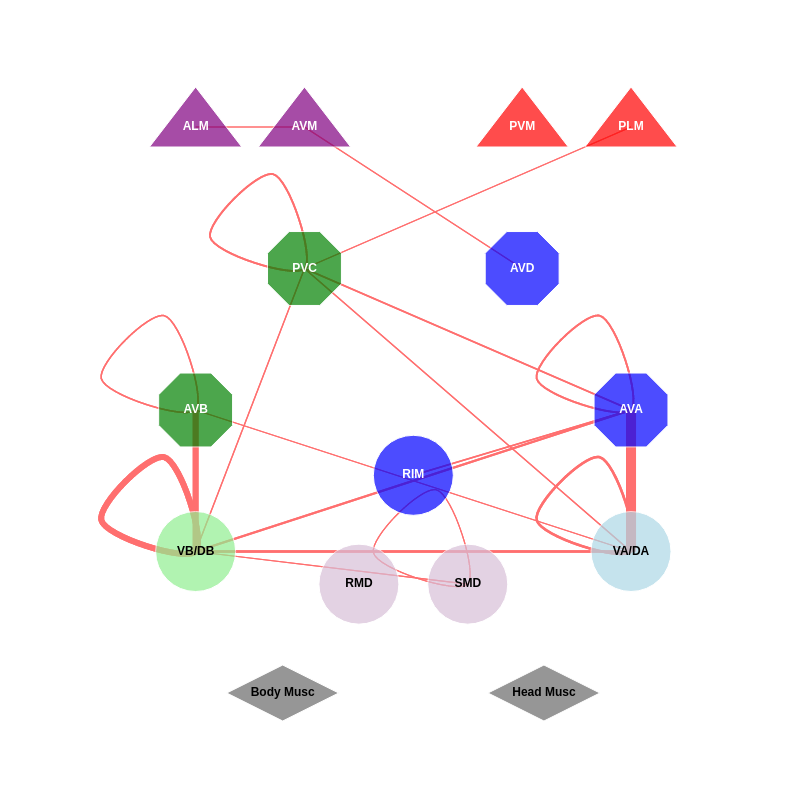 ALM
AVM
PVM
PLM
PVC
AVD
AVB
AVA
RIM
VB/DB
VA/DA
RMD
SMD
Body Musc
Head Musc